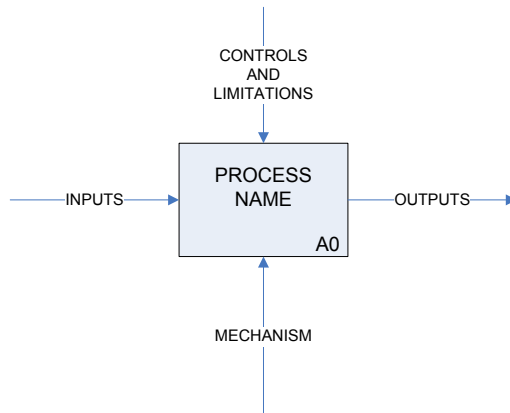 CONTROLS
AND
LIMITATIONS
PROCESS
NAME
INPUTS
OUTPUTS
A0
MECHANISM